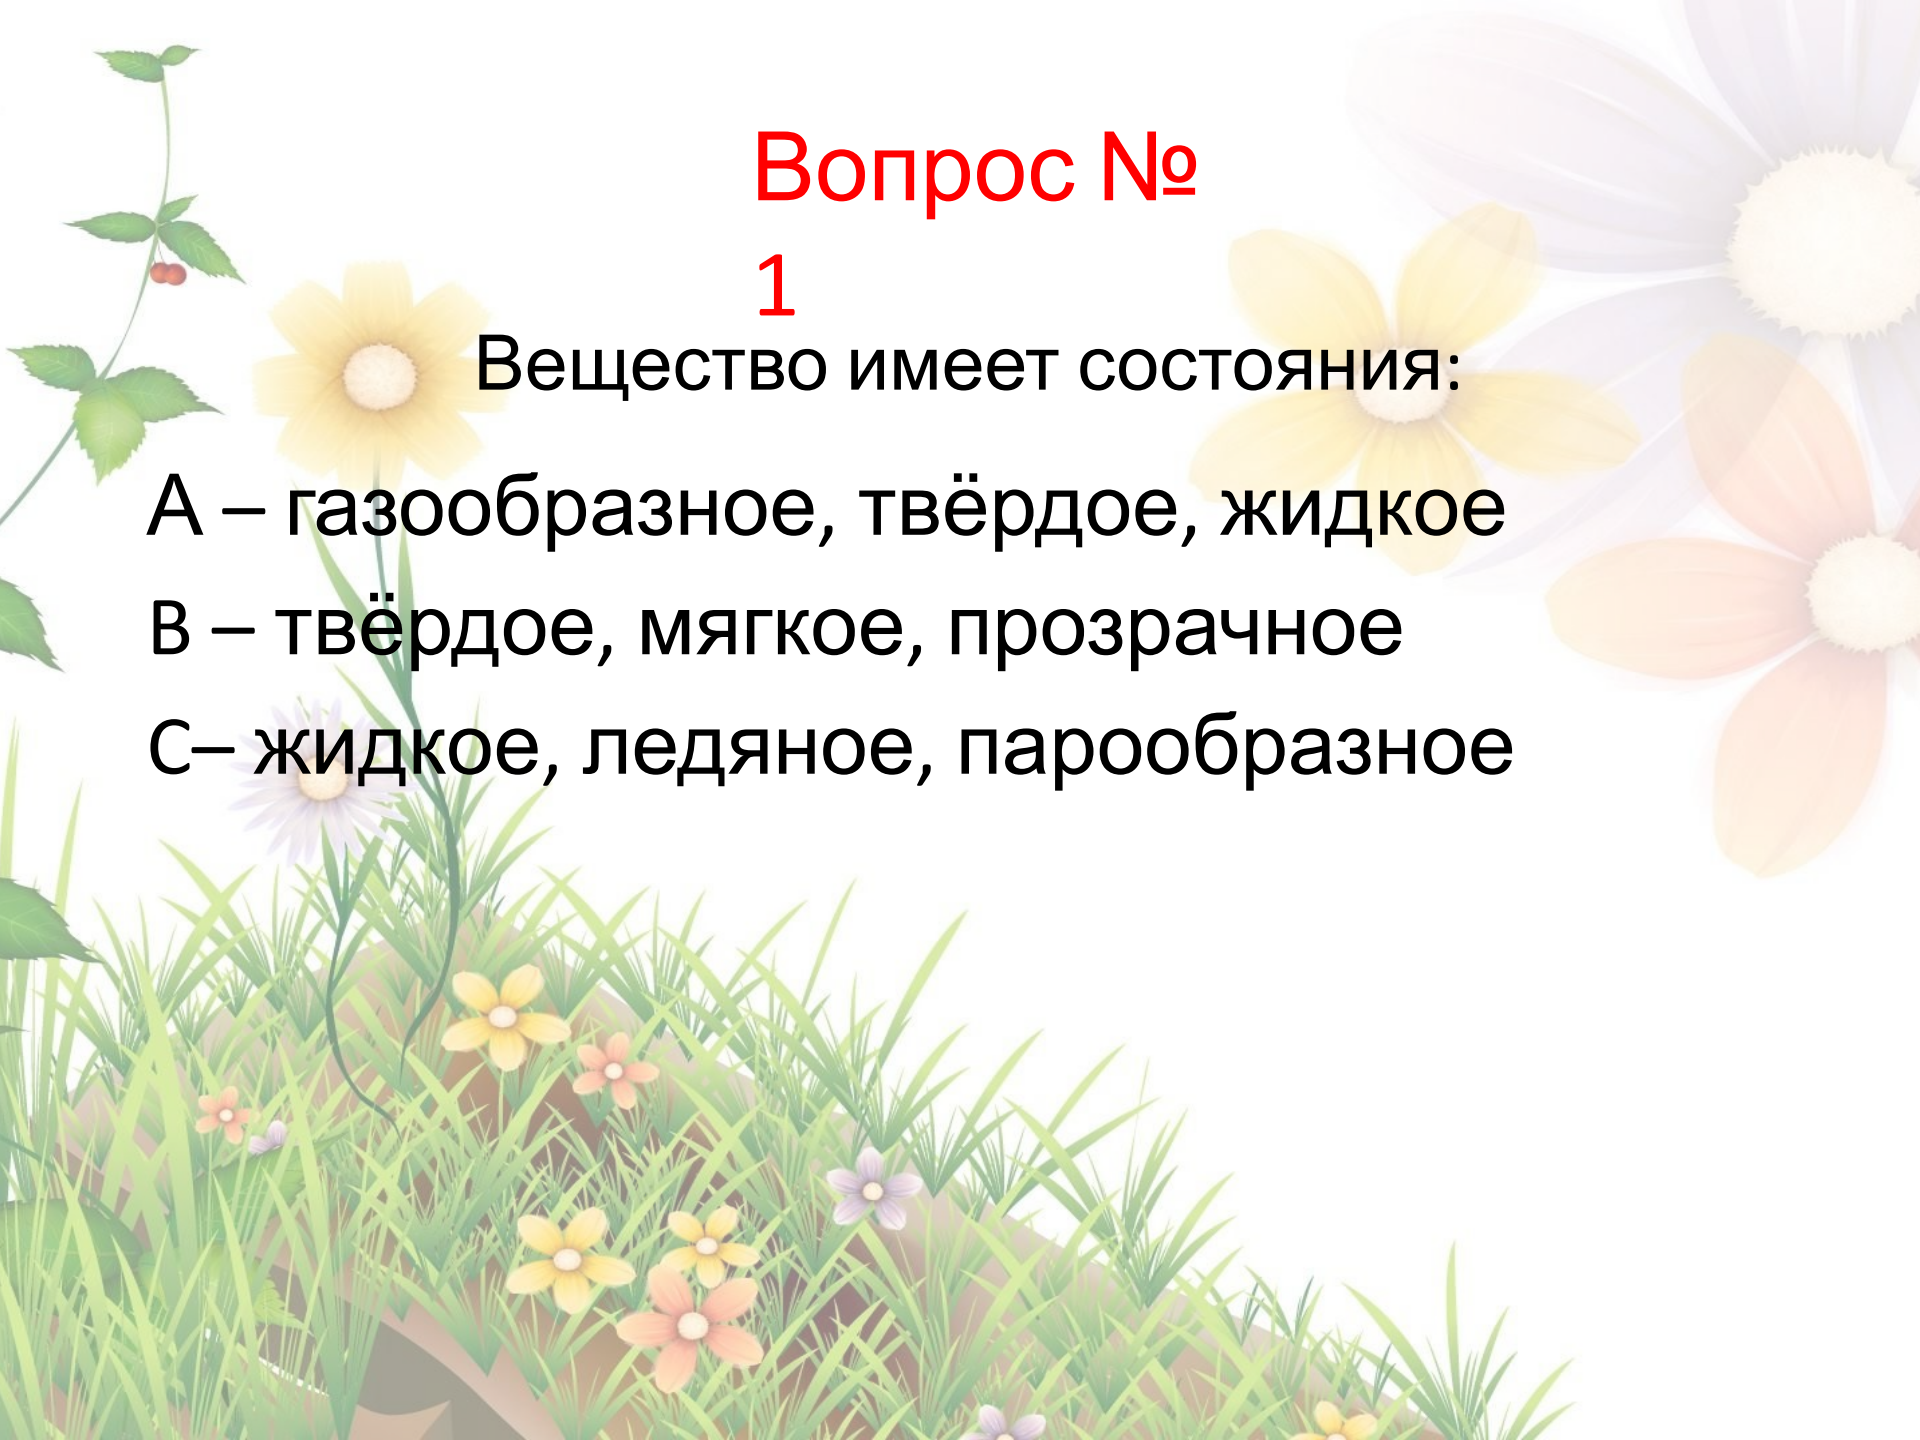 Вопрос №
1
Вещество имеет состояния:
А – газообразное, твёрдое, жидкое
В – твёрдое, мягкое, прозрачное
С– жидкое, ледяное, парообразное